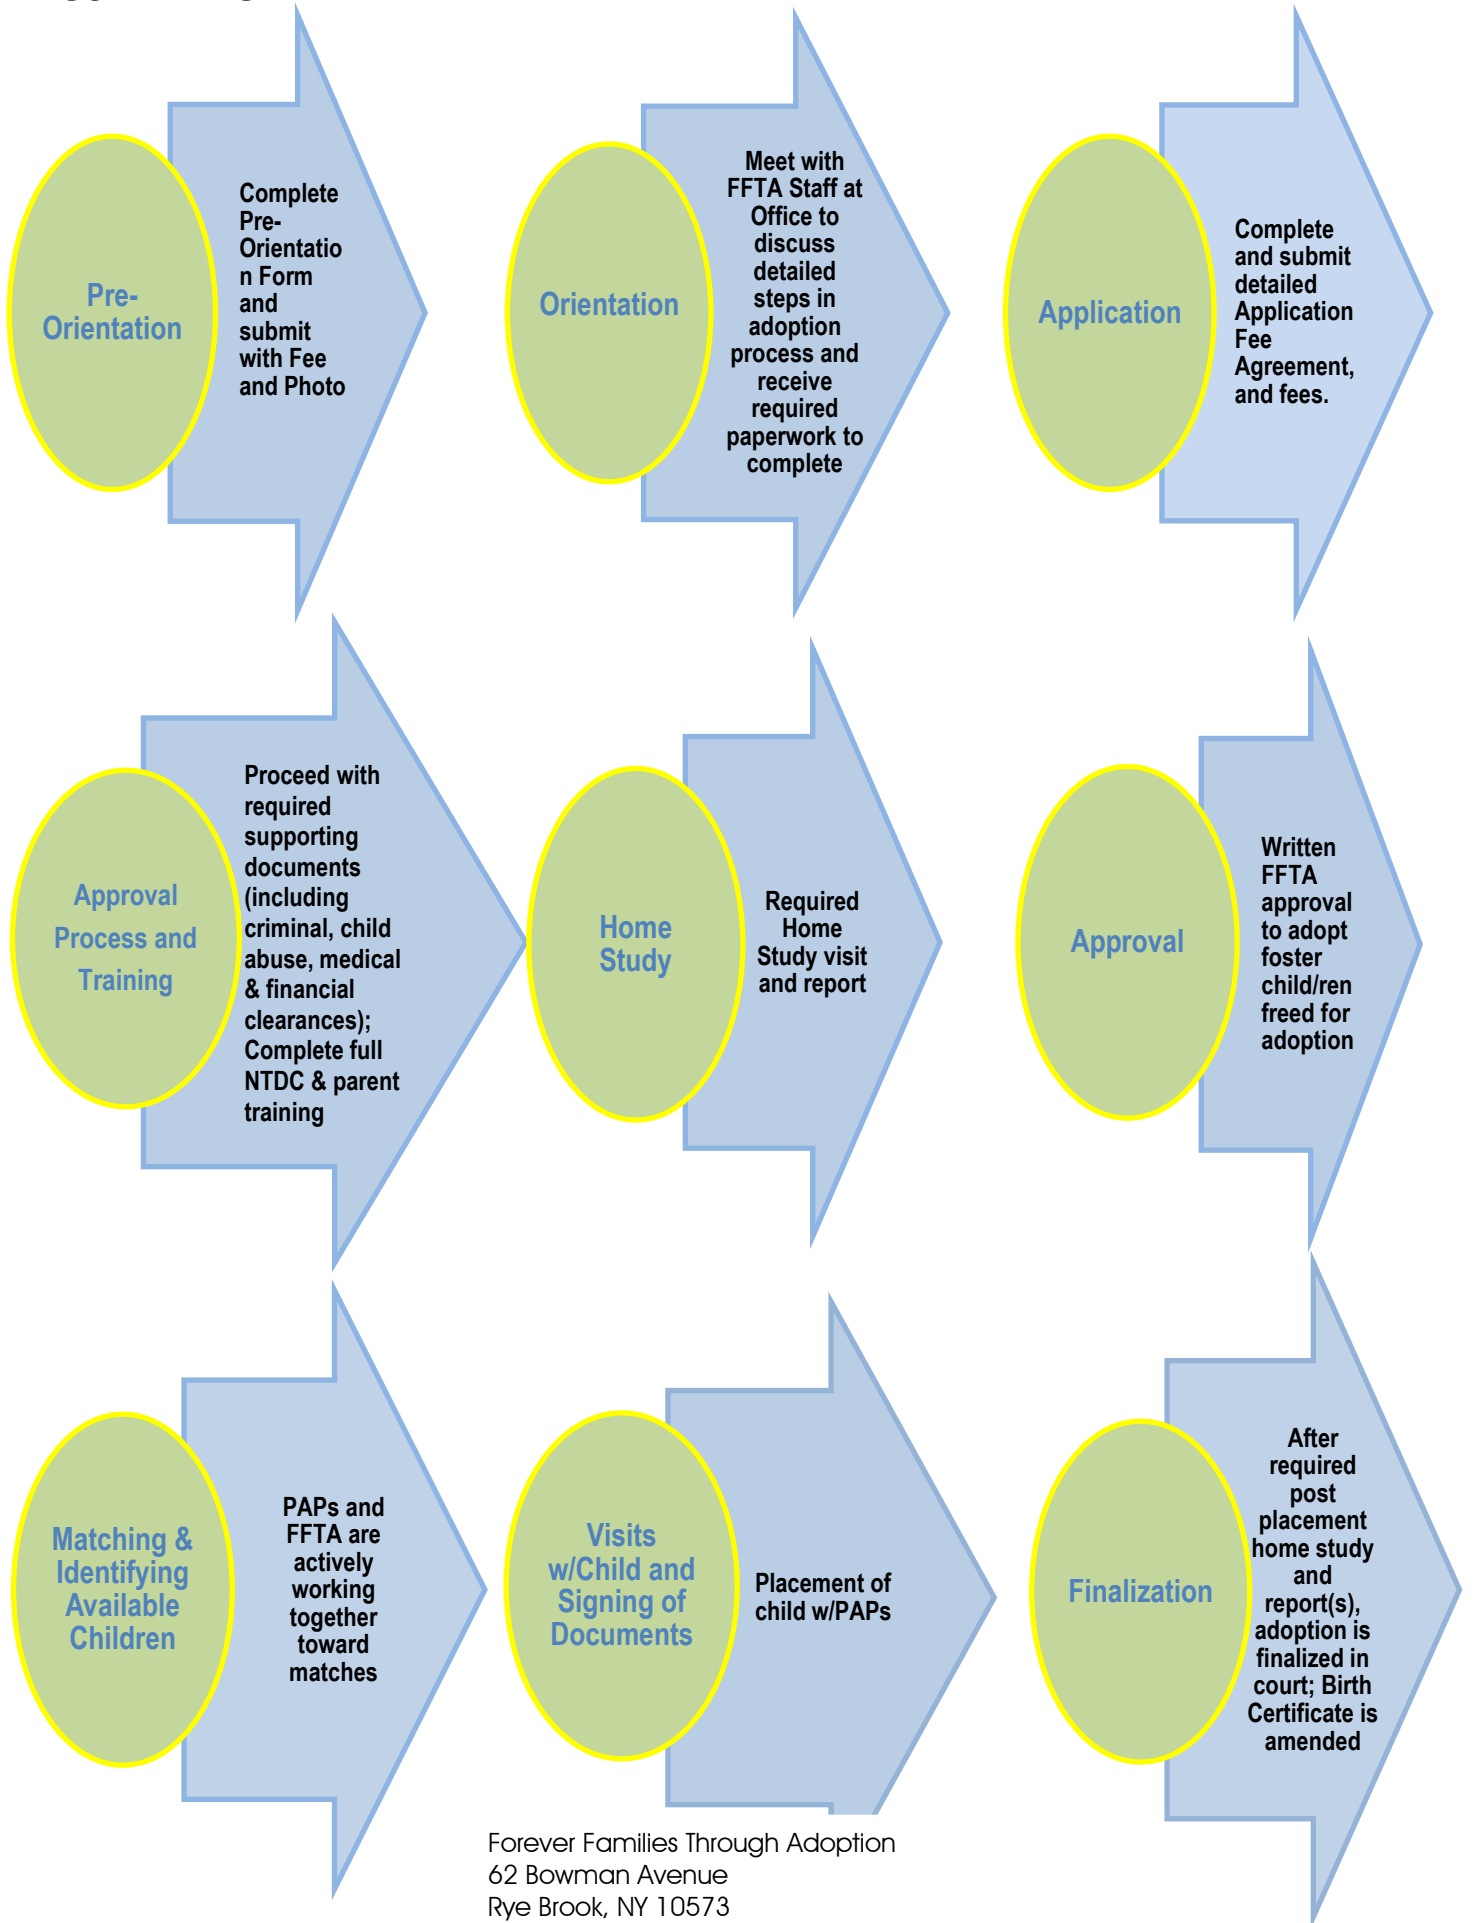 Pre-
Orientation
Complete
Pre-
Orientatio
n Form
and
submit
with Fee
and Photo
Orientation
Meet with
FFTA Staff at
Office to
discuss
detailed
steps in
adoption
process and
receive
required
paperwork to
complete
Application
Complete
and submit
detailed
Application
Fee
Agreement,
and fees.
Approval
Process and
Training
Proceed with
required
supporting
documents
(including
criminal, child
abuse, medical
& financial
clearances);
Complete full
NTDC & parent
training
Home
Study
Required
Home
Study visit
and report
Approval
Written
FFTA
approval
to adopt
foster
child/ren
freed for
adoption
Matching &
Identifying
Available
Children
PAPs and
FFTA are
actively
working
together
toward
matches
Visits
w/Child and
Signing of
Documents
Placement of
child w/PAPs
Finalization
After
required
post
placement
home study
and
report(s),
adoption is
finalized in
court; Birth
Certificate is
amended
Forever Families Through Adoption
62 Bowman Avenue
Rye Brook, NY 10573